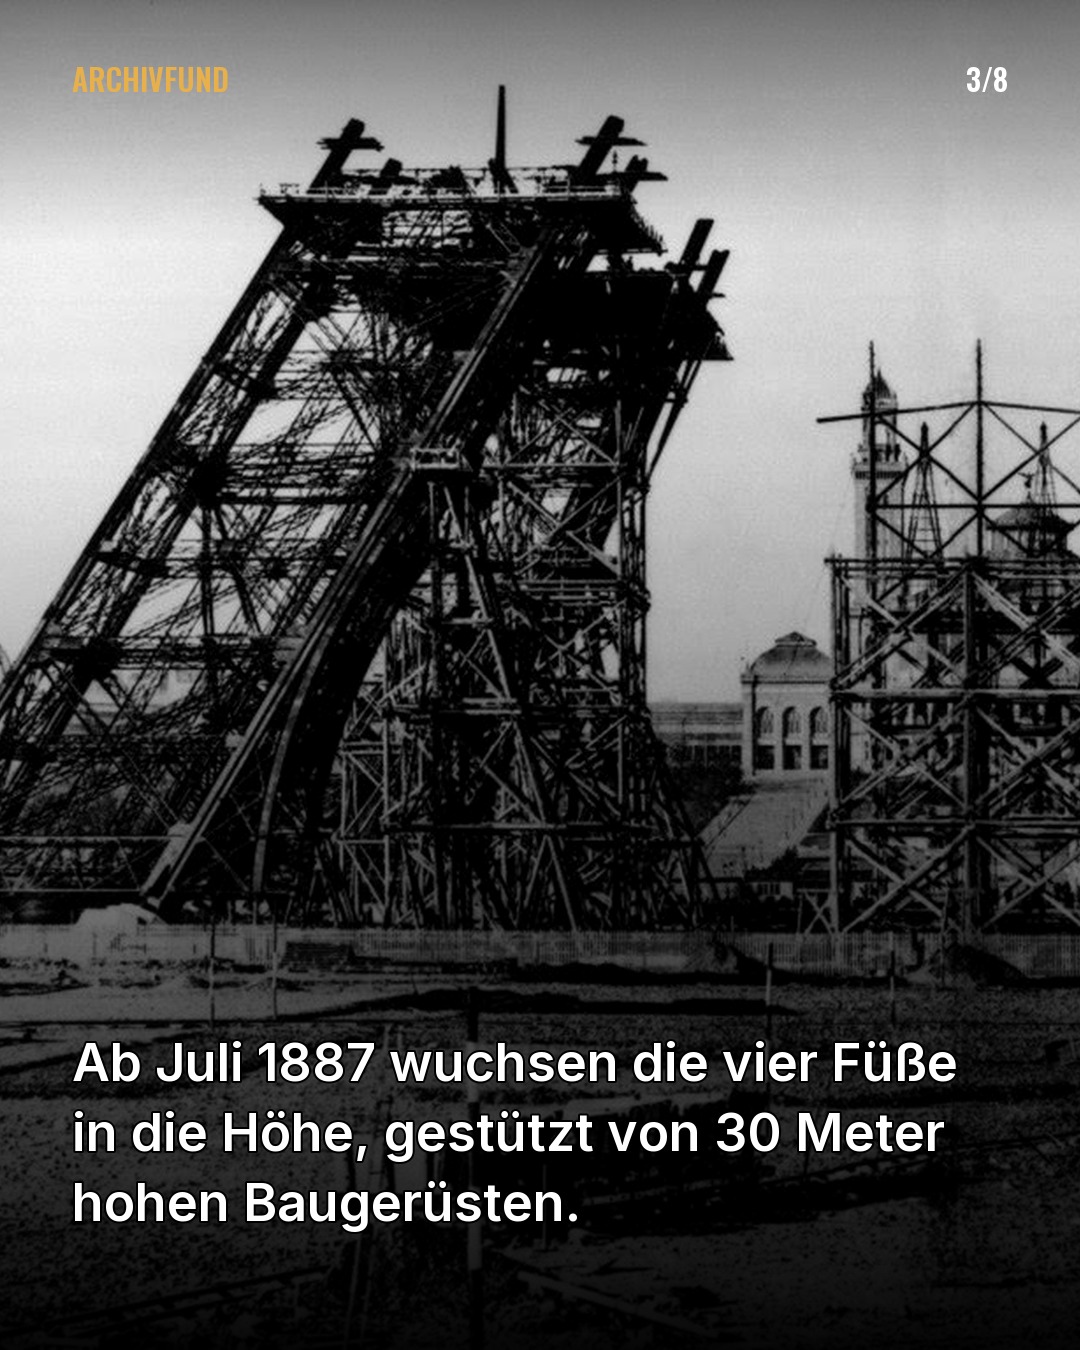 ARCHIVFUND
3/8
Ab Juli 1887 wuchsen die vier Füße
in die Höhe, gestützt von 30 Meter
hohen Baugerüsten.